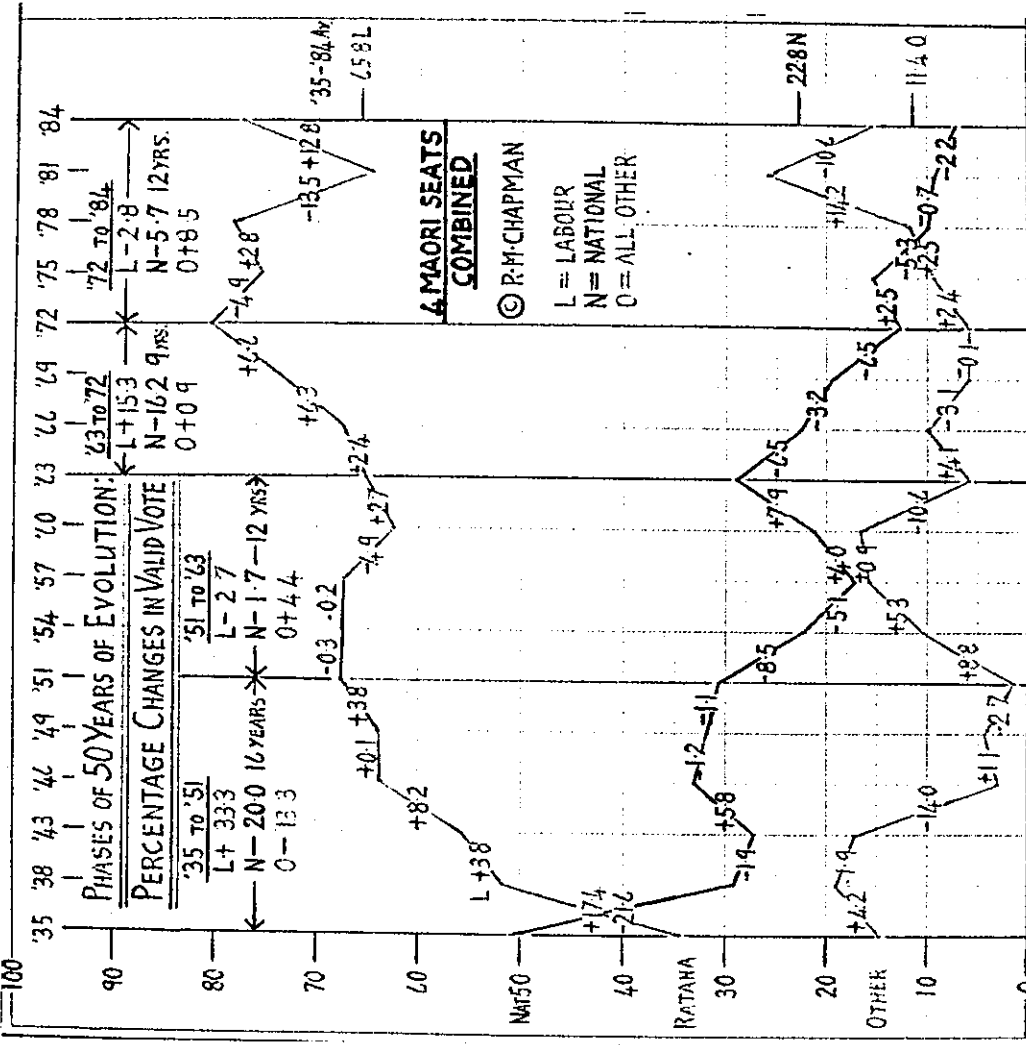 100
90
80
70
60
NAT 50
40
RATANA 30
20
OTHER 10
0
'35 '38 '43 '46 '49 '51 '54 '57 '60 '63 '66 '69 '72 '75 '78 '81 '84
PHASES OF 50 YEARS OF EVOLUTION:
PERCENTAGE CHANGES IN VALID VOTE
'35 TO '51
L+ 33·3
N−20·0 16 YEARS
O−13·3
'51 TO '63
L−2·7
N−1·7−12 YRS
O+4·4
'63 TO '72
L+15·3
N−16·2 9 YRS.
O+0·9
'72 TO '84
L−2·8
N−5·7 12 YRS.
O+8·5
'35-'84 Av
65·8 L
22·8 N
11·4 O
4 MAORI SEATS
COMBINED
© R·M·CHAPMAN
L = LABOUR
N = NATIONAL
O = ALL OTHER
+17·4 L+3·8 +8·2 +0·1 +3·8 −0·3 −0·2 −4·9 +2·7 +2·4 +4·3 +6·2 −4·9 +2·8 −13·5 +12·8
−21·6 −1·9 +5·8 −1·2 −1·1 −8·5 −5·1 +4·0 +7·9 −6·5 −3·2 −6·5 +2·5 −5·3 +14·2 −10·6
+4·2 −1·9 −14·0 +1·1 −2·7 +8·8 +5·3 +0·9 −10·6 +4·1 −3·1 −0·1 +2·4 +2·5 −0·7 −2·2